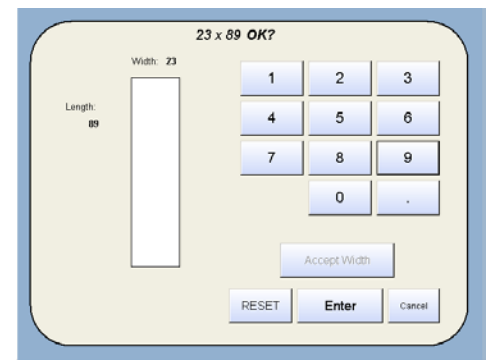 23 x 89 OK?
Width: 23
Length:
89
1 2 3
4 5 6
7 8 9
0 .
Accept Width
RESET Enter Cancel